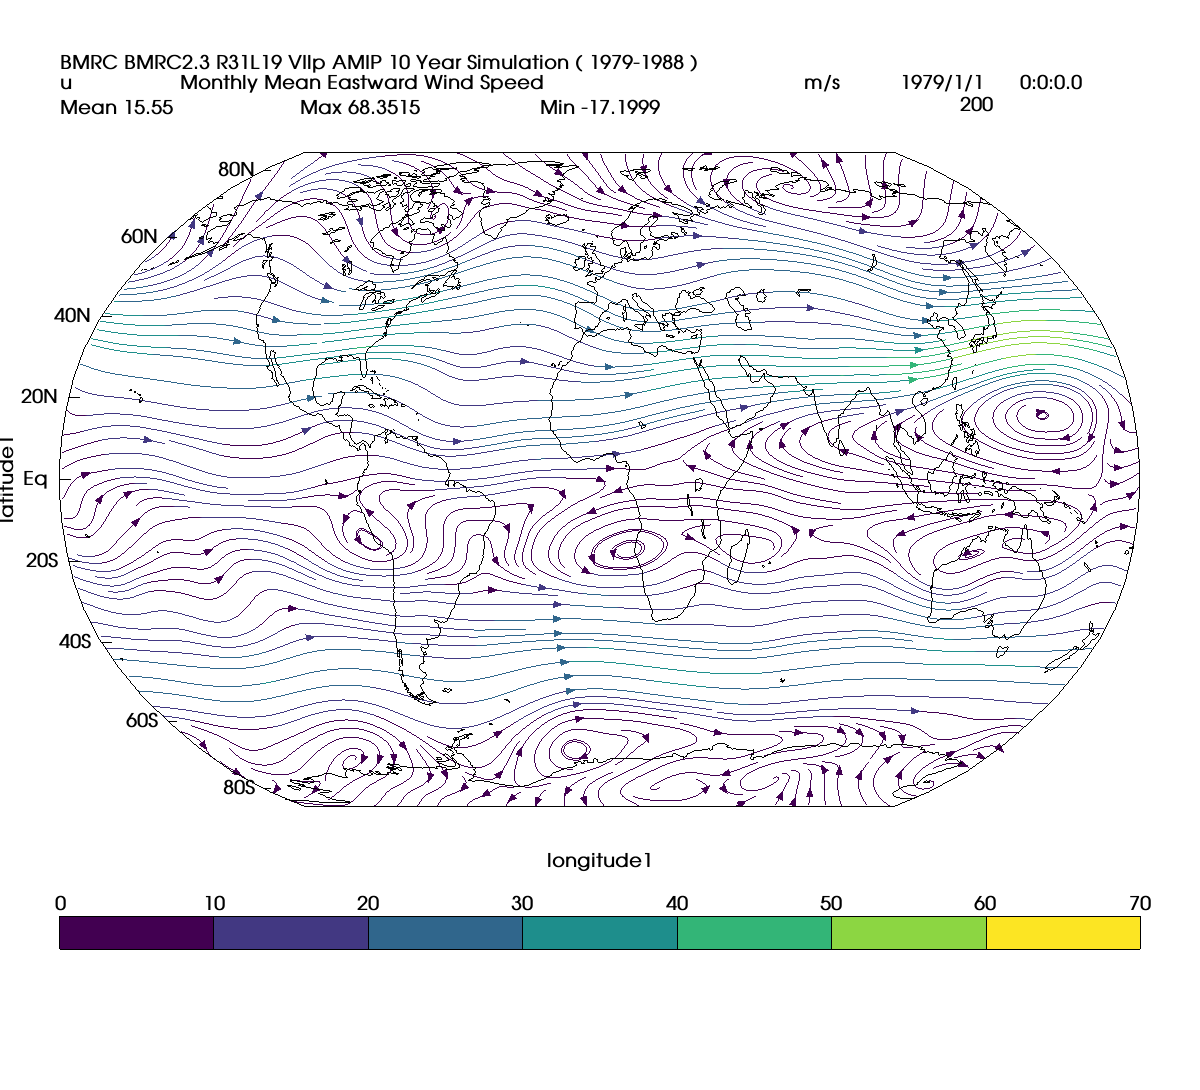 BMRC BMRC2.3 R31L19 VIIp AMIP 10 Year Simulation ( 1979-1988 )
u Monthly Mean Eastward Wind Speed m/s 1979/1/1 0:0:0.0
Mean 15.55 Max 68.3515 Min -17.1999 200
80N
60N
40N
20N
Eq
20S
40S
60S
80S
latitude1
longitude1
0 10 20 30 40 50 60 70